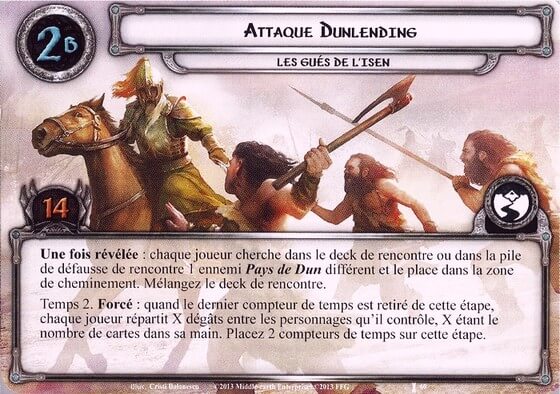 2B
ATTAQUE DUNLENDING
LES GUÉS DE L'ISEN
14
Une fois révélée : chaque joueur cherche dans le deck de rencontre ou dans la pile
de défausse de rencontre 1 ennemi Pays de Dun différent et le place dans la zone
de cheminement. Mélangez le deck de rencontre.
Temps 2. Forcé : quand le dernier compteur de temps est retiré de cette étape,
chaque joueur répartit X dégâts entre les personnages qu'il contrôle, X étant le
nombre de cartes dans sa main. Placez 2 compteurs de temps sur cette étape.
Illus. Cristi Balanescu ©2013 Middle-earth Enterprises ©2013 FFG